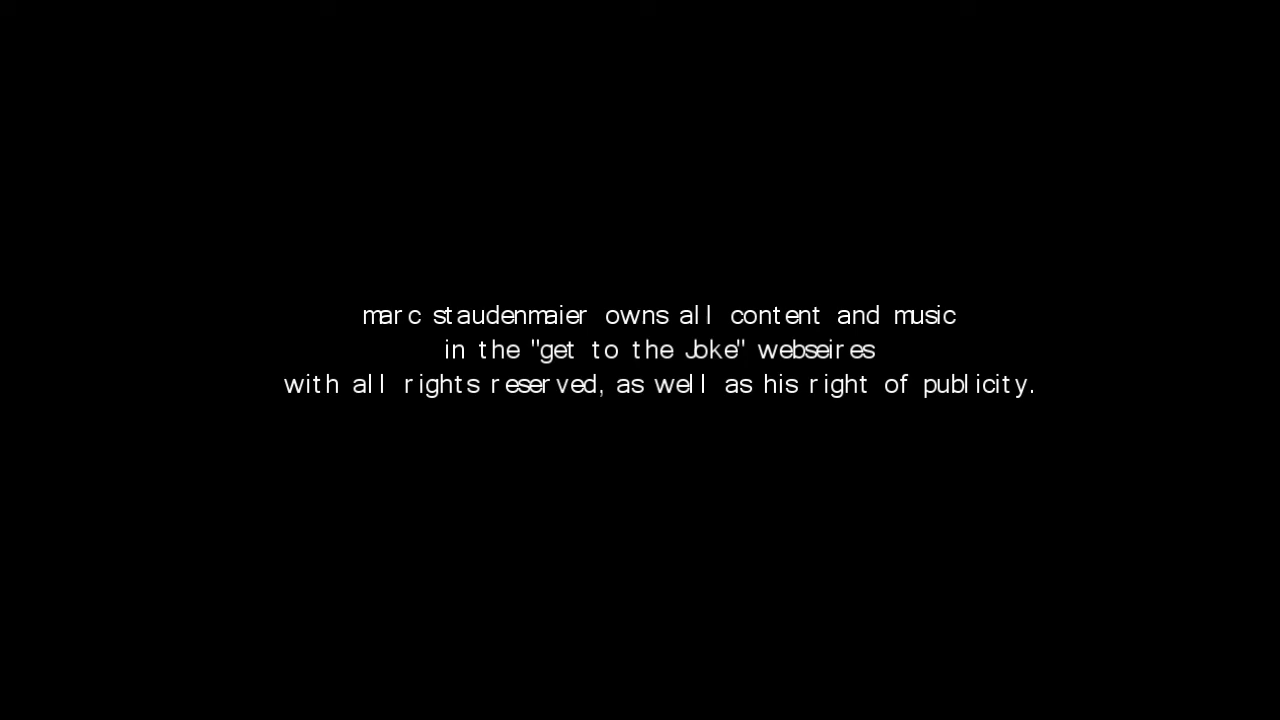 marc staudenmaier owns all content and music
in the "get to the Joke" webseires
with all rights reserved, as well as his right of publicity.